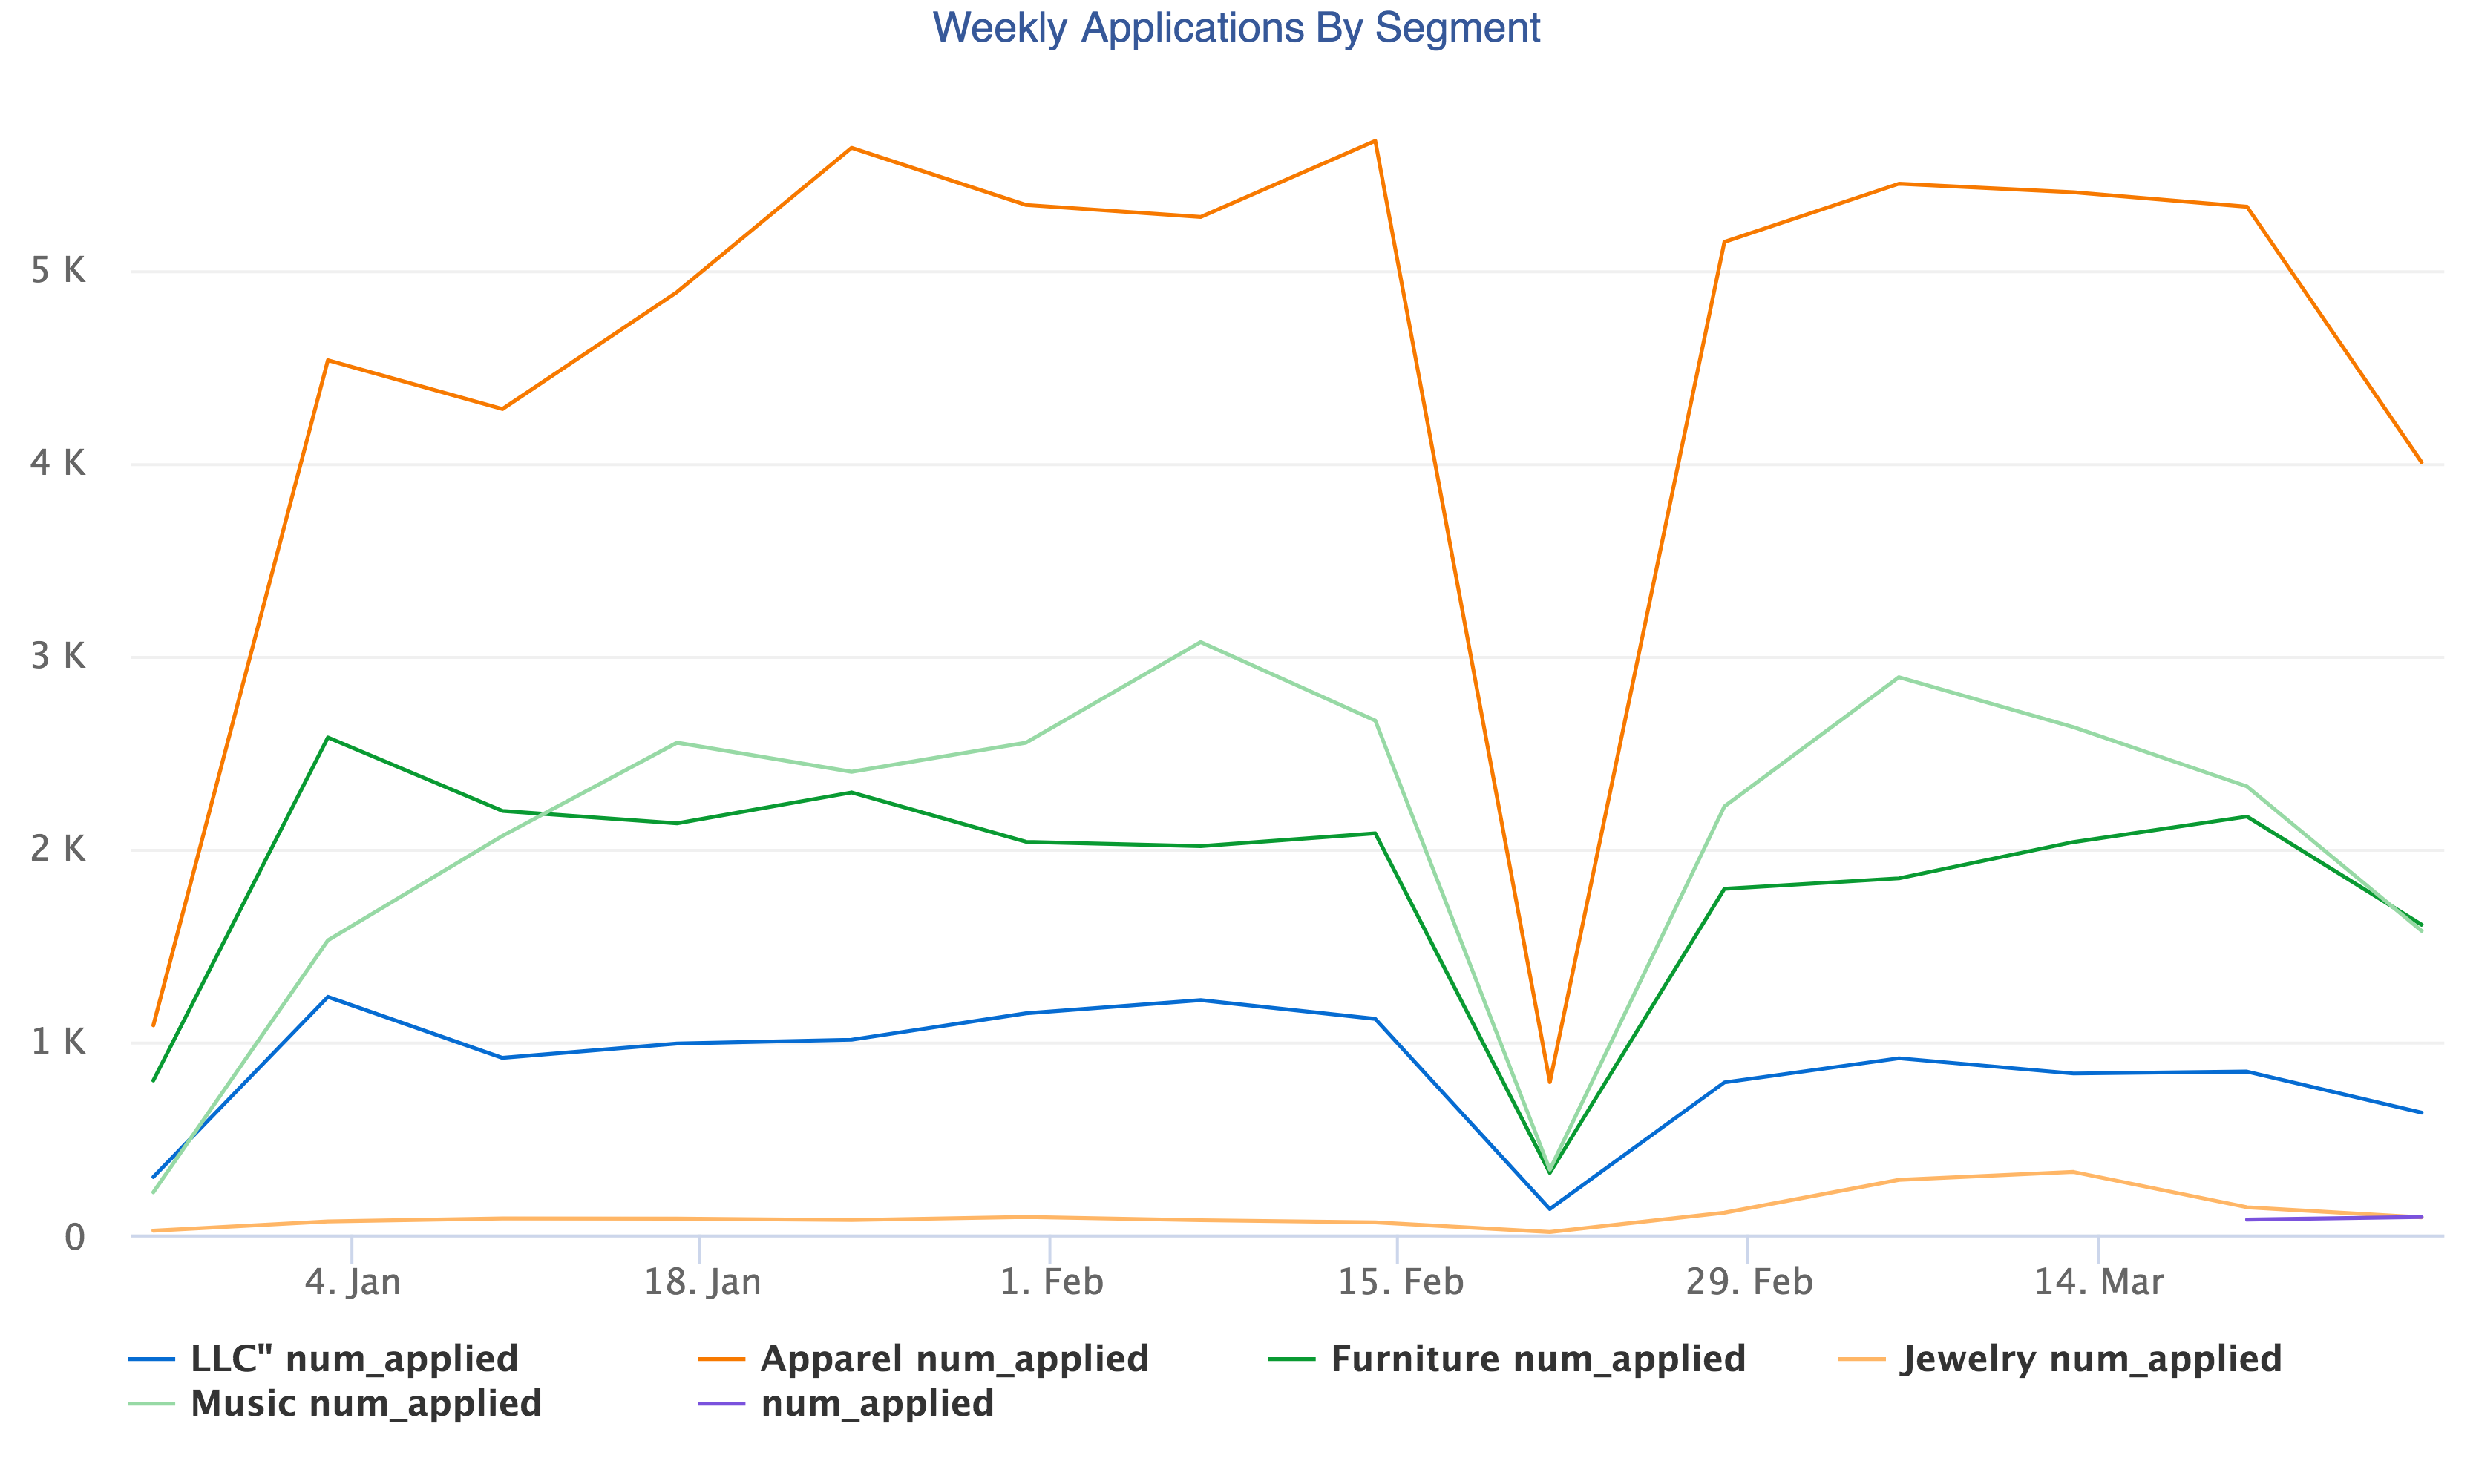 Weekly Applications By Segment
5 K
4 K
3 K
2 K
1 K
0
4. Jan 18. Jan 1. Feb 15. Feb 29. Feb 14. Mar
LLC" num_applied Apparel num_applied Furniture num_applied Jewelry num_applied
Music num_applied num_applied